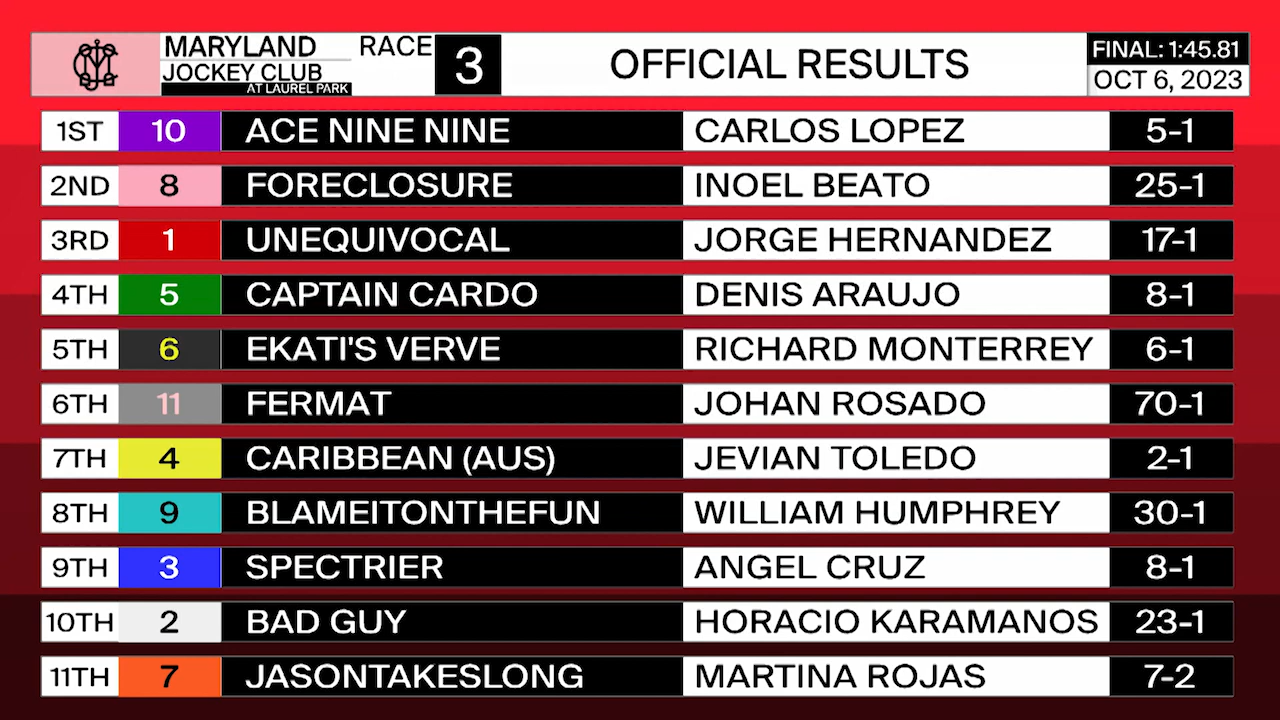 MARYLAND
JOCKEY CLUB
AT LAUREL PARK
RACE 3
OFFICIAL RESULTS
FINAL: 1:45.81
OCT 6, 2023
1ST 10 ACE NINE NINE CARLOS LOPEZ 5-1
2ND 8 FORECLOSURE INOEL BEATO 25-1
3RD 1 UNEQUIVOCAL JORGE HERNANDEZ 17-1
4TH 5 CAPTAIN CARDO DENIS ARAUJO 8-1
5TH 6 EKATI'S VERVE RICHARD MONTERREY 6-1
6TH 11 FERMAT JOHAN ROSADO 70-1
7TH 4 CARIBBEAN (AUS) JEVIAN TOLEDO 2-1
8TH 9 BLAMEITONTHEFUN WILLIAM HUMPHREY 30-1
9TH 3 SPECTRIER ANGEL CRUZ 8-1
10TH 2 BAD GUY HORACIO KARAMANOS 23-1
11TH 7 JASONTAKESLONG MARTINA ROJAS 7-2